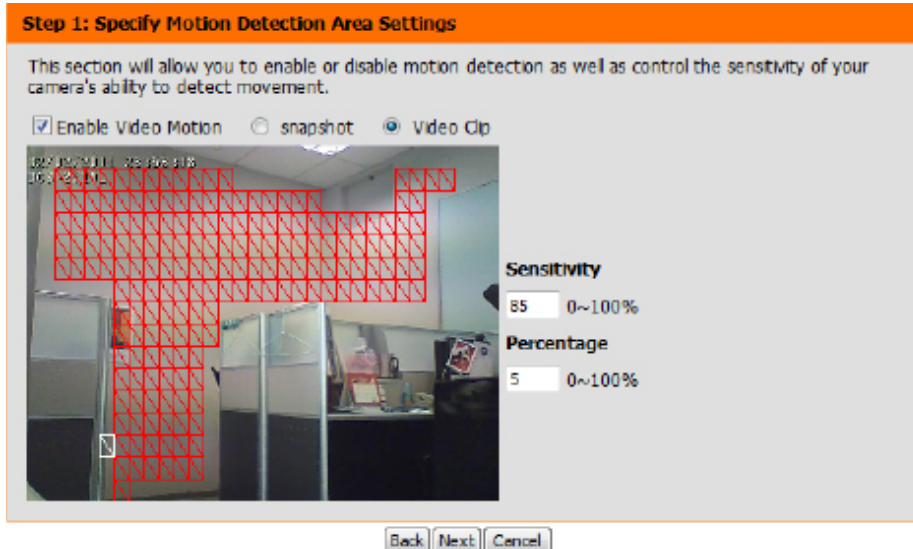 Step 1: Specify Motion Detection Area Settings
This section will allow you to enable or disable motion detection as well as control the sensitivity of your
camera's ability to detect movement.
Enable Video Motion snapshot Video Clip
Sensitivity
85 0~100%
Percentage
5 0~100%
Back Next Cancel